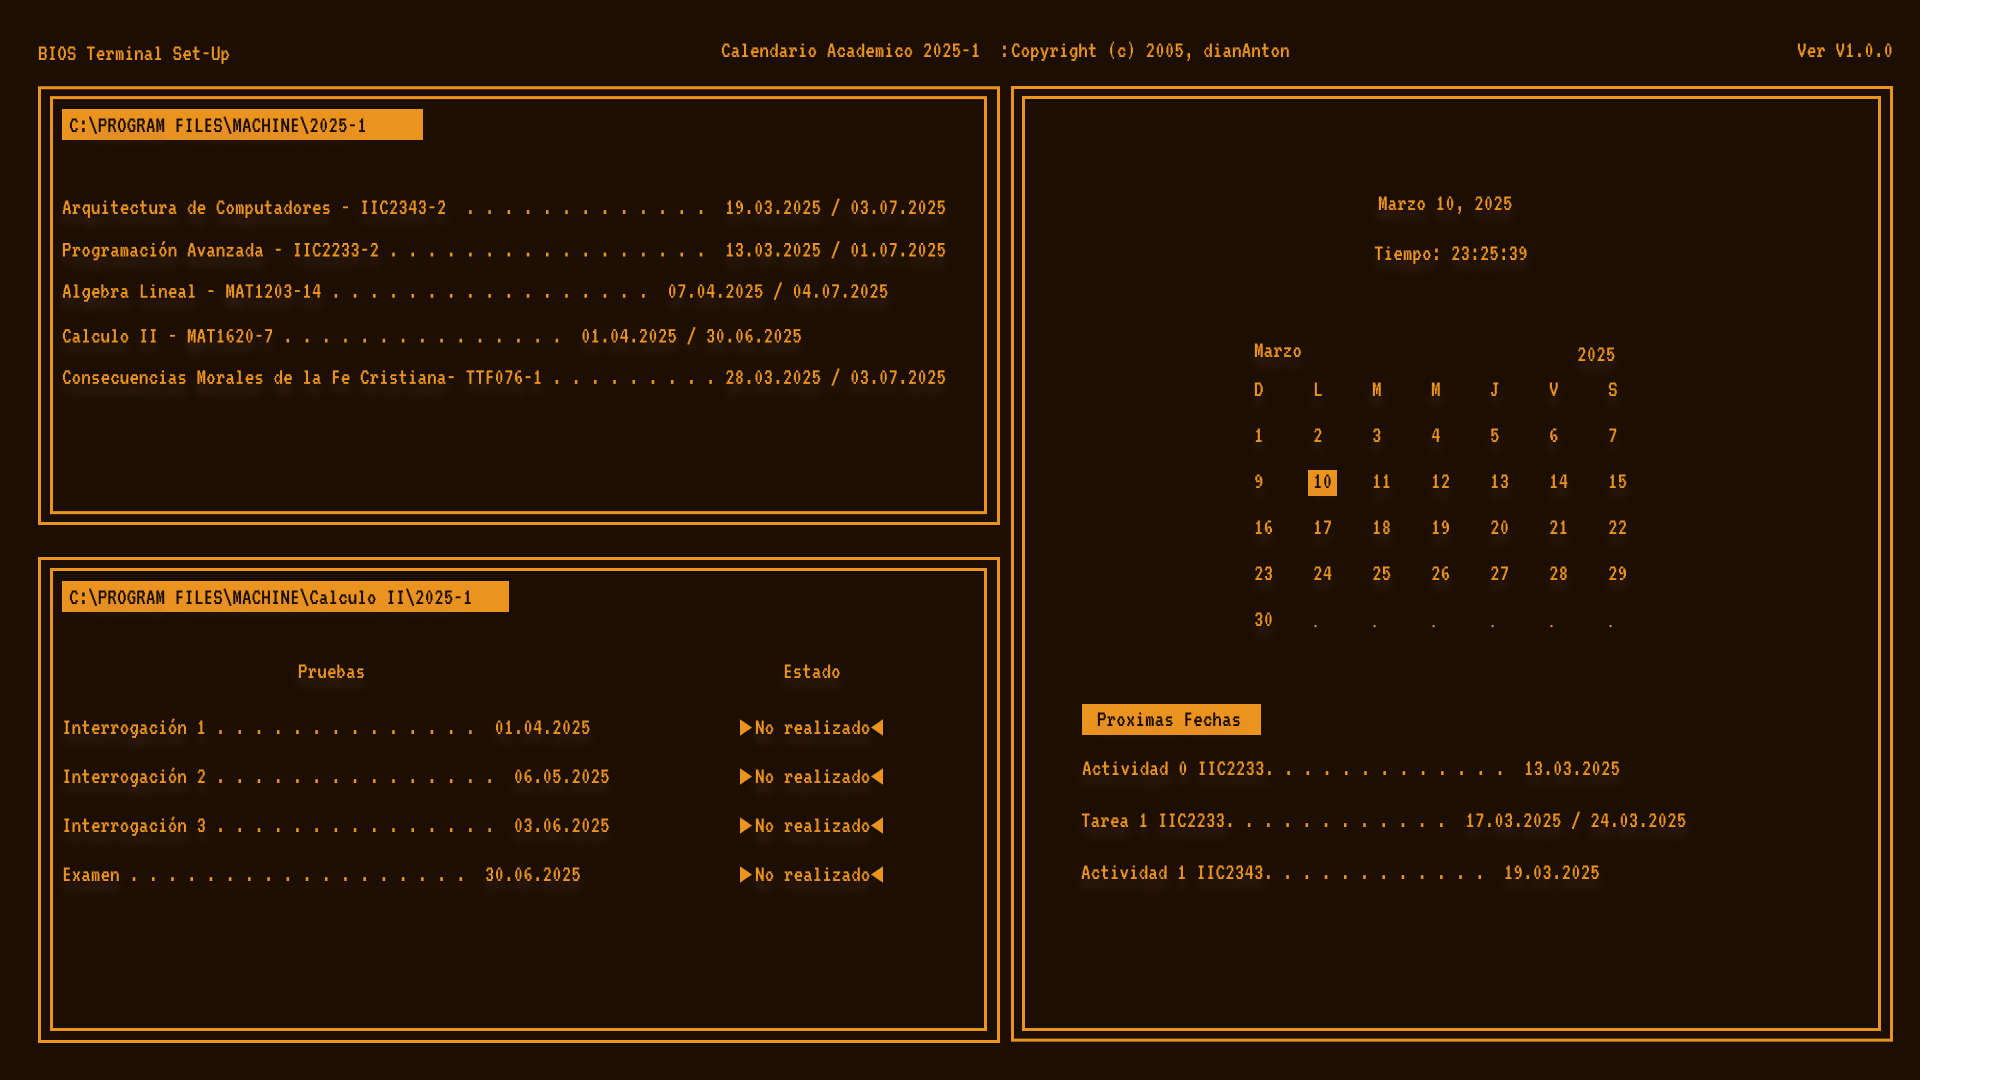 BIOS Terminal Set-Up
Calendario Academico 2025-1  :Copyright (c) 2005, dianAnton
Ver V1.0.0
C:\PROGRAM FILES\MACHINE\2025-1
Arquitectura de Computadores - IIC2343-2  . . . . . . . . . . . . .  19.03.2025 / 03.07.2025
Programación Avanzada - IIC2233-2 . . . . . . . . . . . . . . . . .  13.03.2025 / 01.07.2025
Algebra Lineal - MAT1203-14 . . . . . . . . . . . . . . . . .  07.04.2025 / 04.07.2025
Calculo II - MAT1620-7 . . . . . . . . . . . . . . .  01.04.2025 / 30.06.2025
Consecuencias Morales de la Fe Cristiana- TTF076-1 . . . . . . . . . 28.03.2025 / 03.07.2025
C:\PROGRAM FILES\MACHINE\Calculo II\2025-1
Pruebas Estado
Interrogación 1 . . . . . . . . . . . . . .  01.04.2025 ▶No realizado◀
Interrogación 2 . . . . . . . . . . . . . . .  06.05.2025 ▶No realizado◀
Interrogación 3 . . . . . . . . . . . . . . .  03.06.2025 ▶No realizado◀
Examen . . . . . . . . . . . . . . . . . .  30.06.2025 ▶No realizado◀
Marzo 10, 2025
Tiempo: 23:25:39
Marzo 2025
D L M M J V S
1 2 3 4 5 6 7
9 10 11 12 13 14 15
16 17 18 19 20 21 22
23 24 25 26 27 28 29
30 . . . . . .
Proximas Fechas
Actividad 0 IIC2233. . . . . . . . . . . . .  13.03.2025
Tarea 1 IIC2233. . . . . . . . . . . .  17.03.2025 / 24.03.2025
Actividad 1 IIC2343. . . . . . . . . . . .  19.03.2025